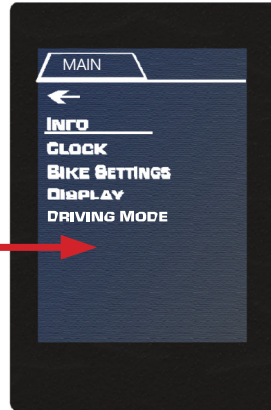 MAIN
INFO
CLOCK
BIKE SETTINGS
DISPLAY
DRIVING MODE